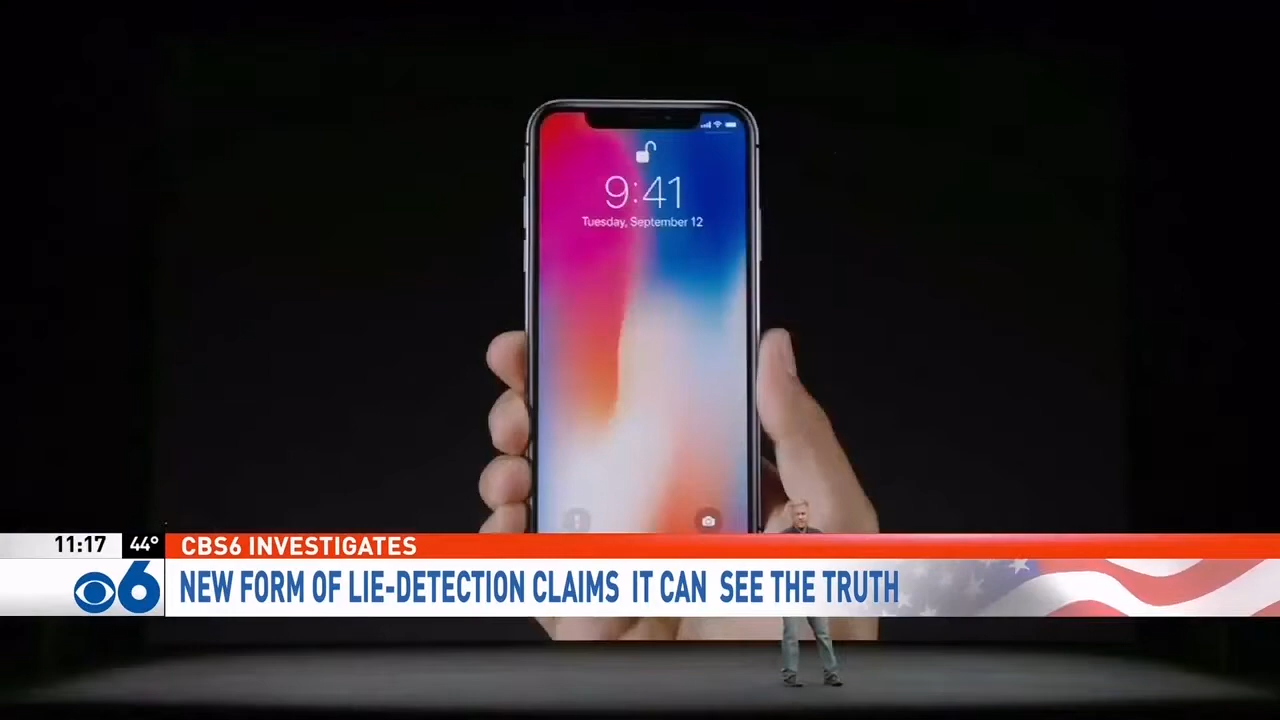 9:41
Tuesday, September 12
11:17 44° CBS6 INVESTIGATES
6 NEW FORM OF LIE-DETECTION CLAIMS IT CAN SEE THE TRUTH